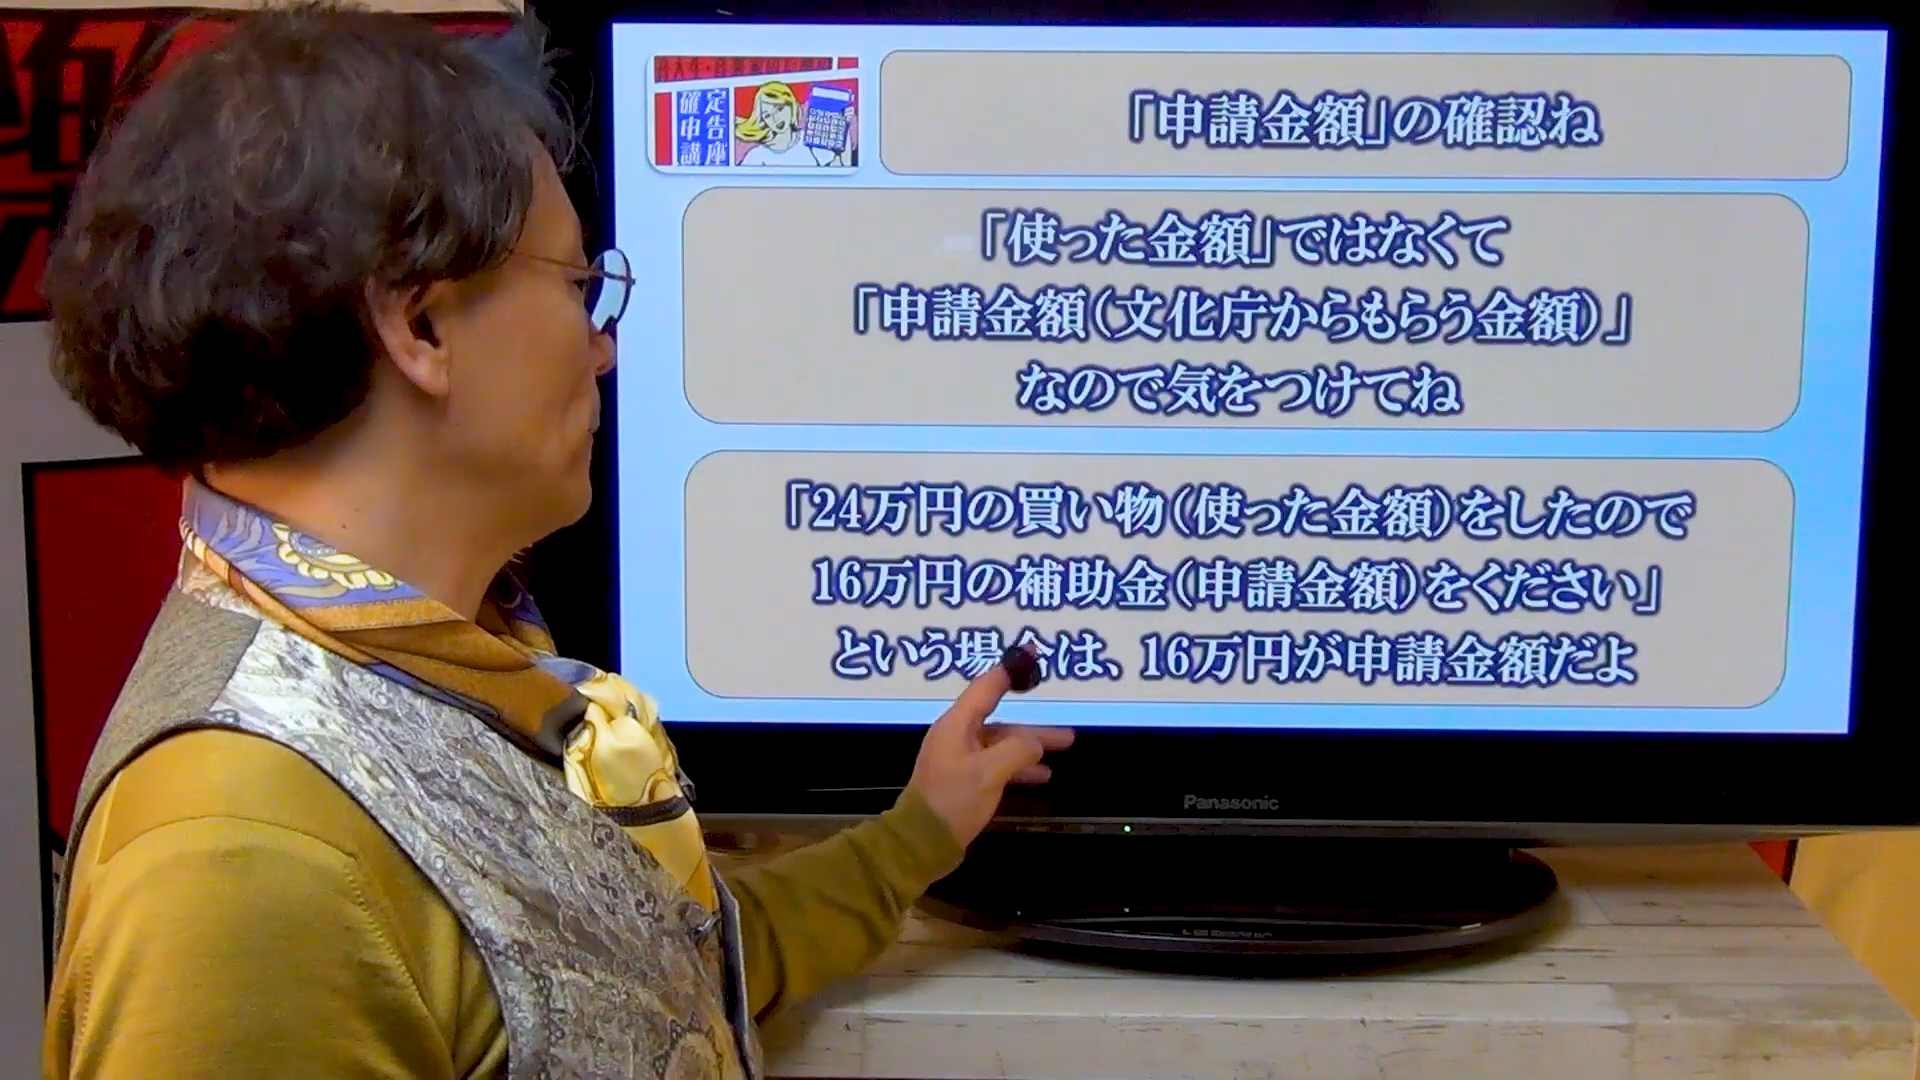 確定
申告
講座
「申請金額」の確認ね
「使った金額」ではなくて
「申請金額(文化庁からもらう金額)」
なので気をつけてね
「24万円の買い物(使った金額)をしたので
16万円の補助金(申請金額)をください」
という場合は、16万円が申請金額だよ
Panasonic